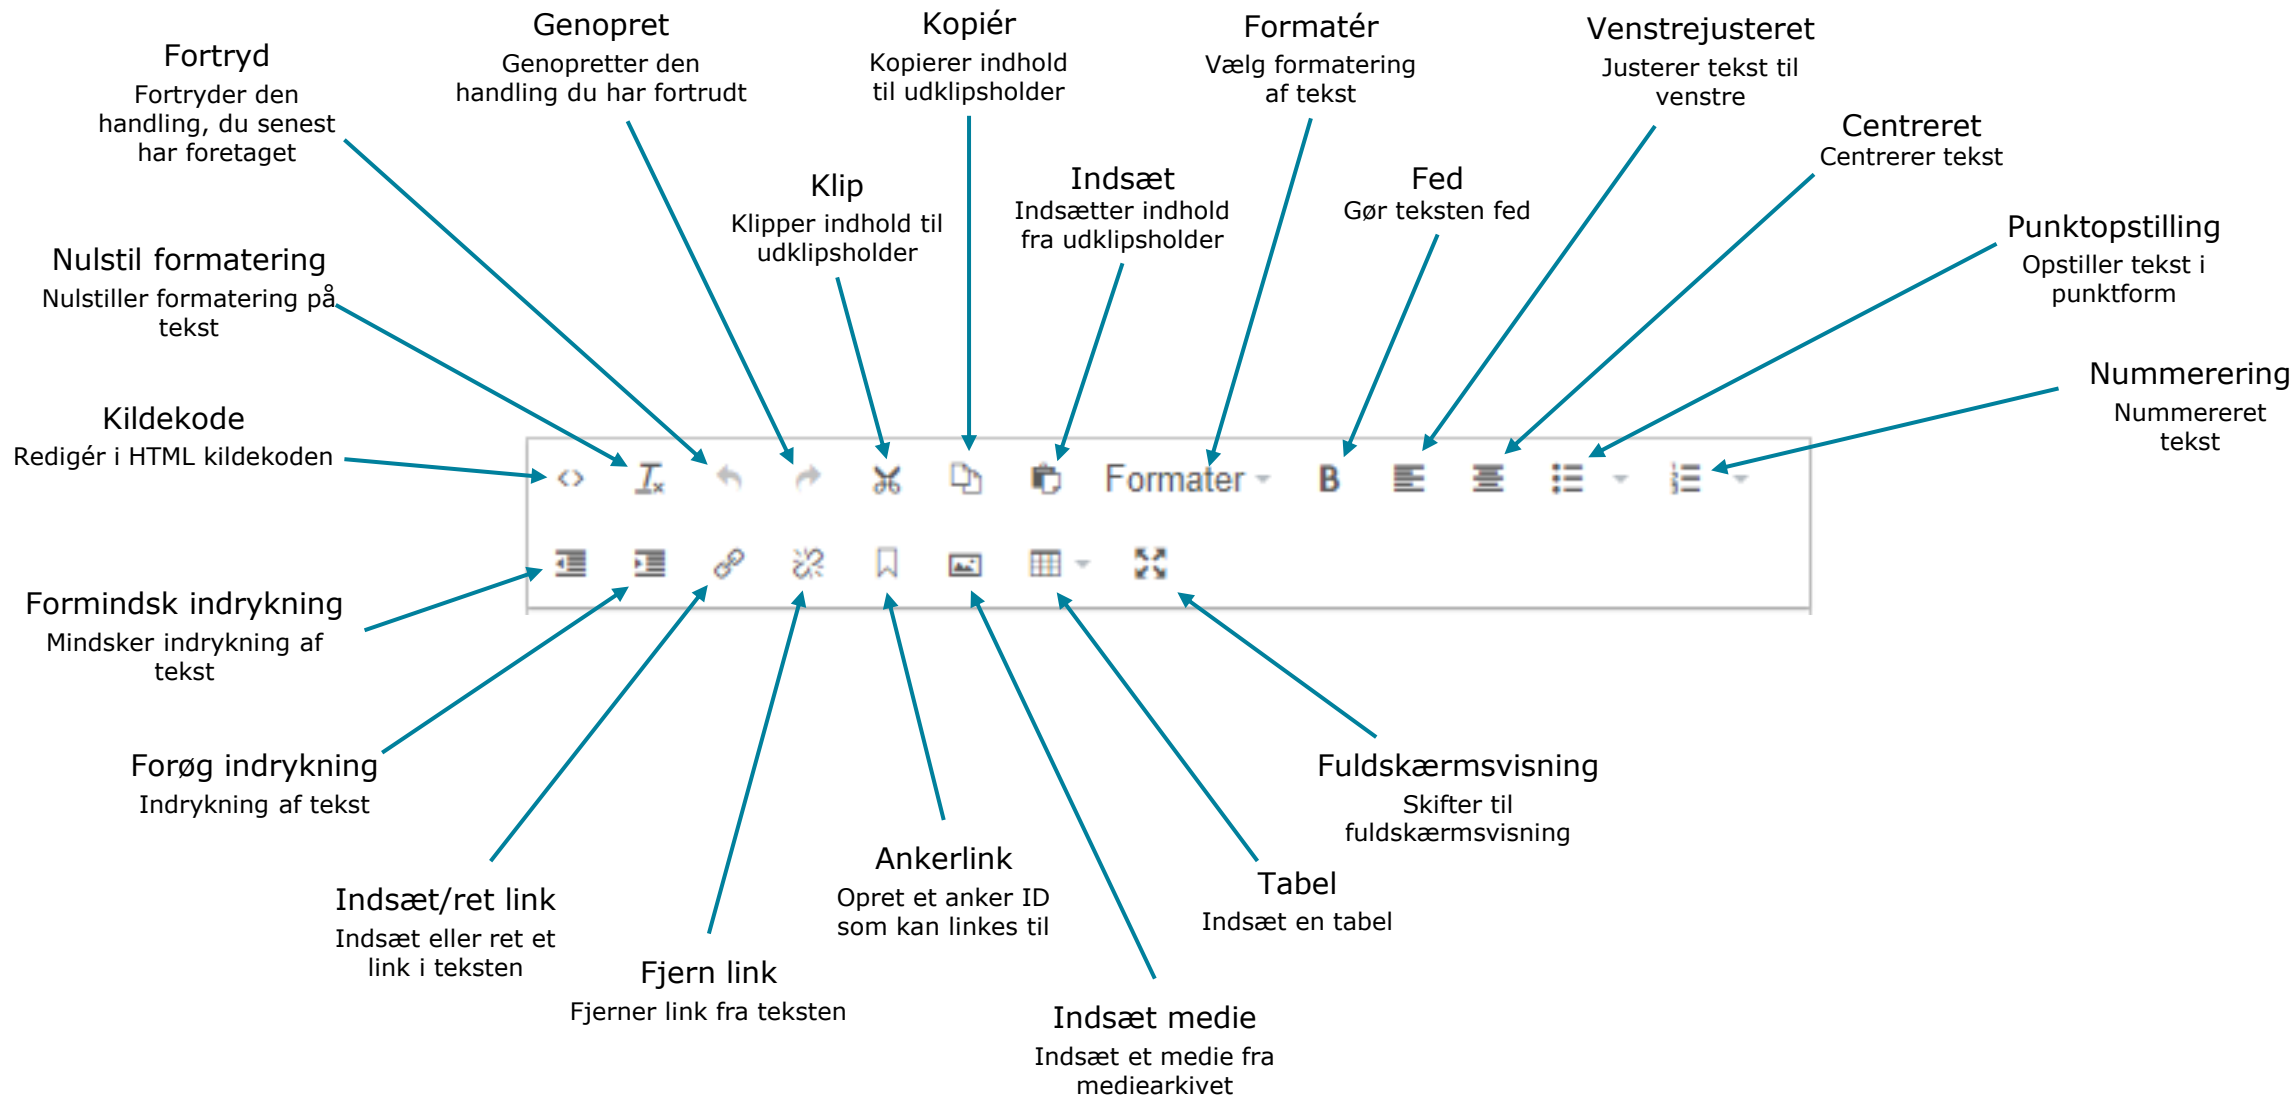 Fortryd
Fortryder den
handling, du senest
har foretaget
Genopret
Genopretter den
handling du har fortrudt
Kopiér
Kopierer indhold
til udklipsholder
Formatér
Vælg formatering
af tekst
Venstrejusteret
Justerer tekst til
venstre
Centreret
Centrerer tekst
Klip
Klipper indhold til
udklipsholder
Indsæt
Indsætter indhold
fra udklipsholder
Fed
Gør teksten fed
Punktopstilling
Opstiller tekst i
punktform
Nulstil formatering
Nulstiller formatering på
tekst
Nummerering
Nummereret
tekst
Kildekode
Redigér i HTML kildekoden
Formater
B
Formindsk indrykning
Mindsker indrykning af
tekst
Forøg indrykning
Indrykning af tekst
Fuldskærmsvisning
Skifter til
fuldskærmsvisning
Indsæt/ret link
Indsæt eller ret et
link i teksten
Ankerlink
Opret et anker ID
som kan linkes til
Tabel
Indsæt en tabel
Fjern link
Fjerner link fra teksten
Indsæt medie
Indsæt et medie fra
mediearkivet